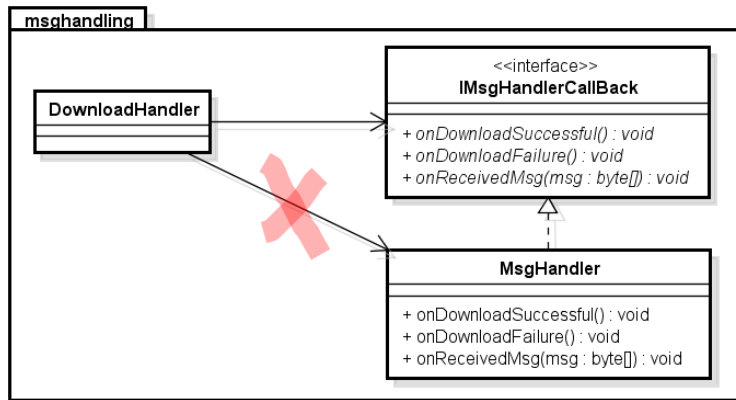 msghandling
<<interface>>
IMsgHandlerCallBack
+ onDownloadSuccessful() : void
+ onDownloadFailure() : void
+ onReceivedMsg(msg : byte[]) : void
DownloadHandler
MsgHandler
+ onDownloadSuccessful() : void
+ onDownloadFailure() : void
+ onReceivedMsg(msg : byte[]) : void